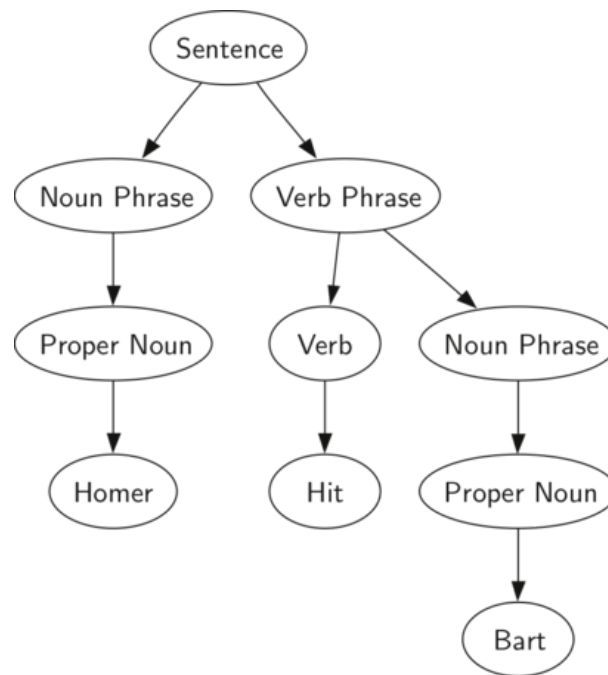 Sentence
Noun Phrase Verb Phrase
Proper Noun Verb Noun Phrase
Homer Hit Proper Noun
Bart